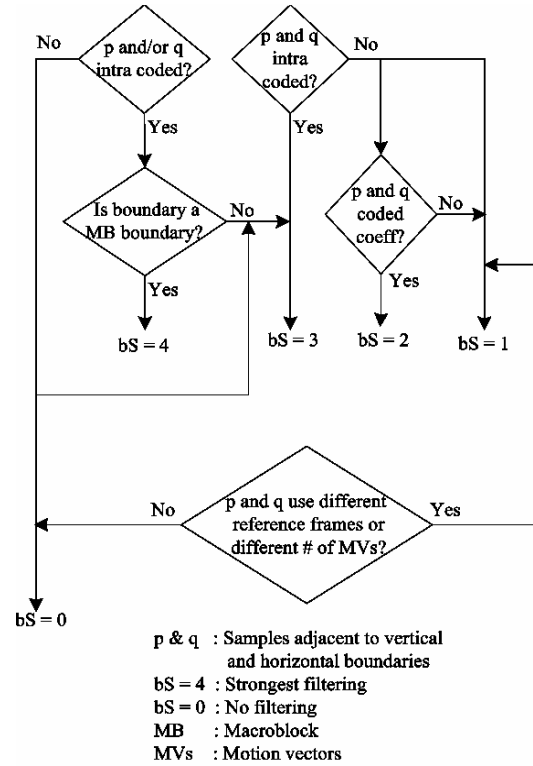 No
p and/or q
intra coded?
Yes
p and q
intra
coded?
No
Yes
Is boundary a
MB boundary?
No
Yes
p and q
coded
coeff?
No
Yes
bS = 4
bS = 3
bS = 2
bS = 1
No
p and q use different
reference frames or
different # of MVs?
Yes
bS = 0
p & q : Samples adjacent to vertical
and horizontal boundaries
bS = 4 : Strongest filtering
bS = 0 : No filtering
MB : Macroblock
MVs : Motion vectors